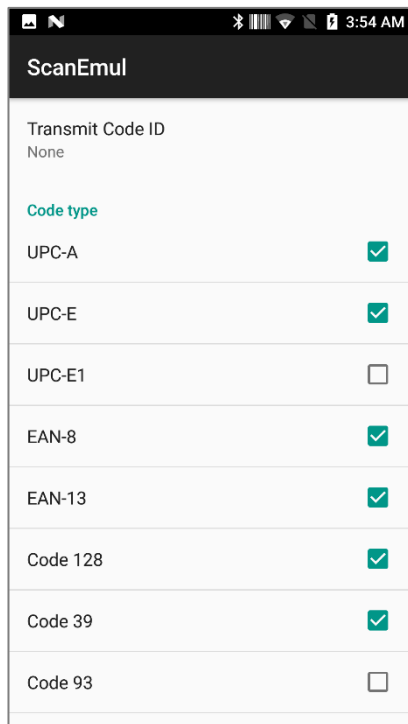 3:54 AM
ScanEmul
Transmit Code ID
None
Code type
UPC-A
UPC-E
UPC-E1
EAN-8
EAN-13
Code 128
Code 39
Code 93